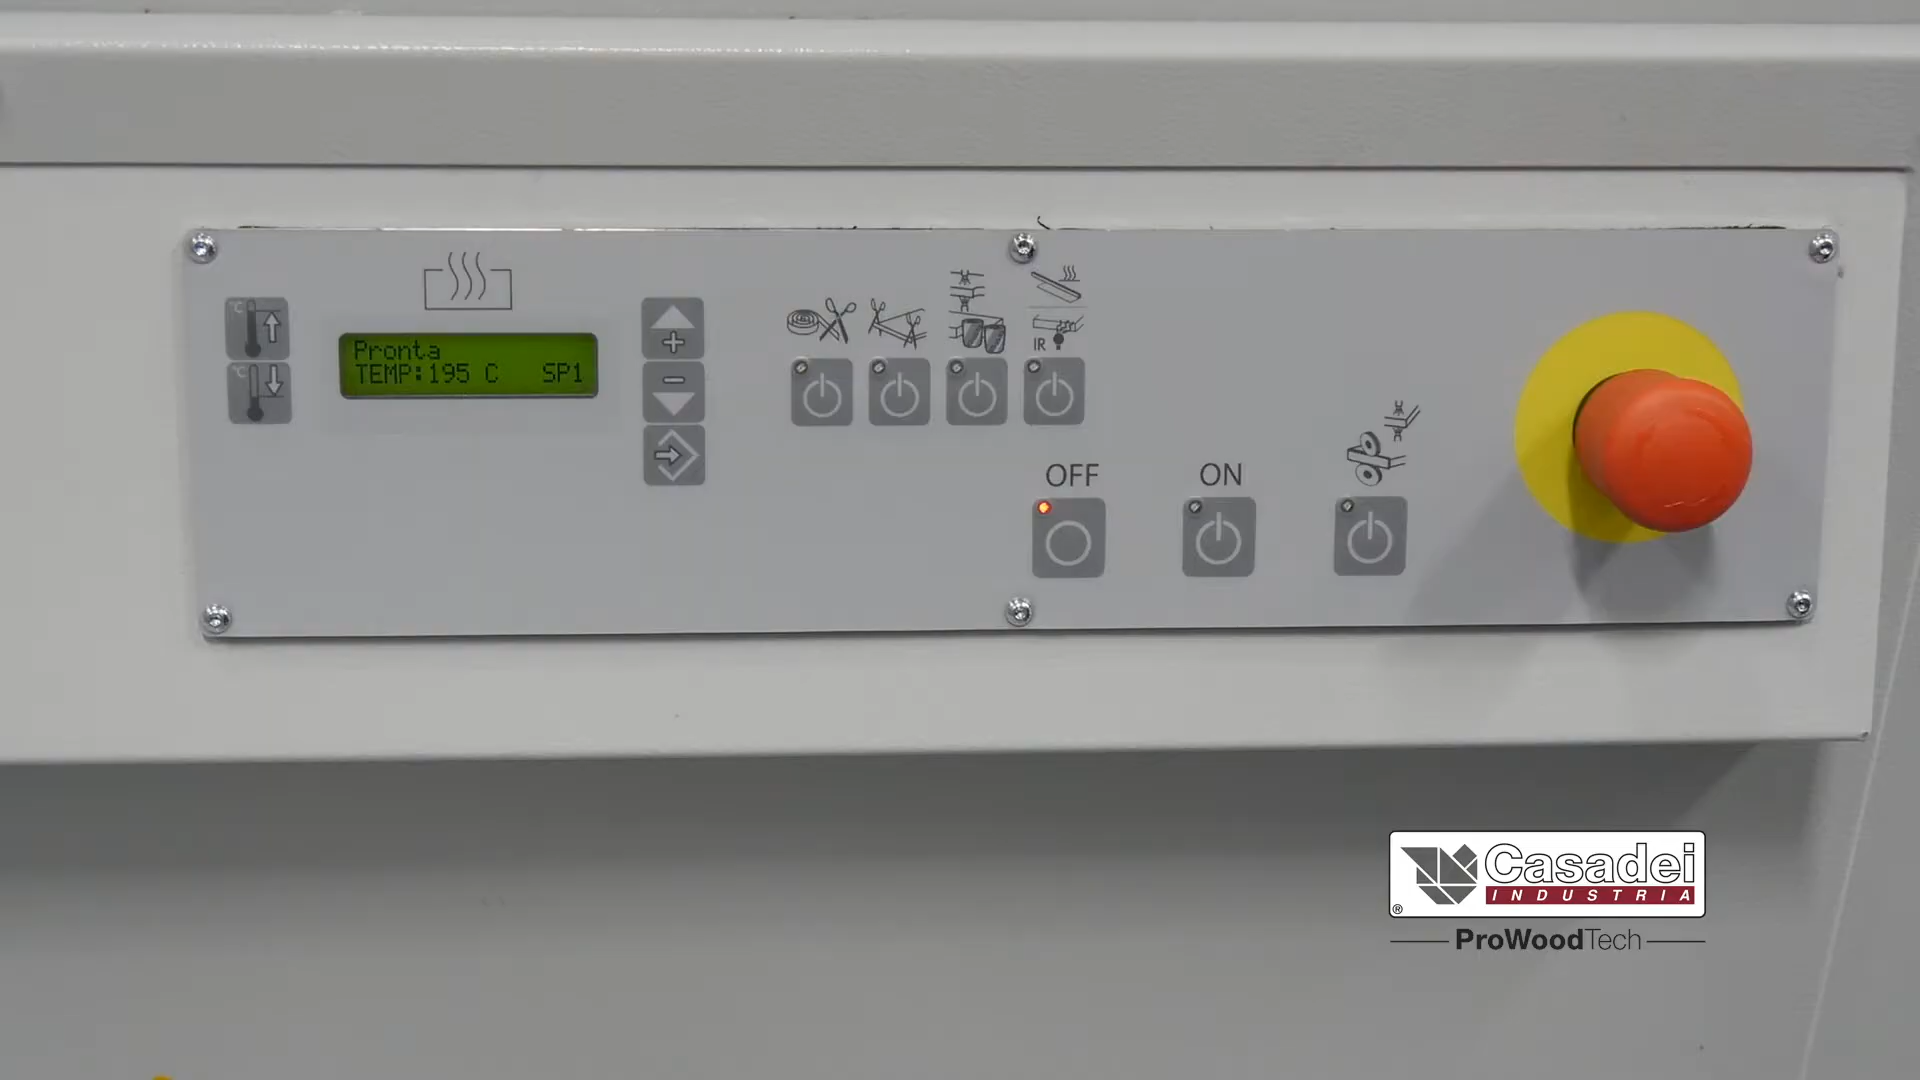 °C
°C
Pronta
TEMP:195 C SP1
IR
OFF
ON
Casadei
INDUSTRIA
®
ProWoodTech